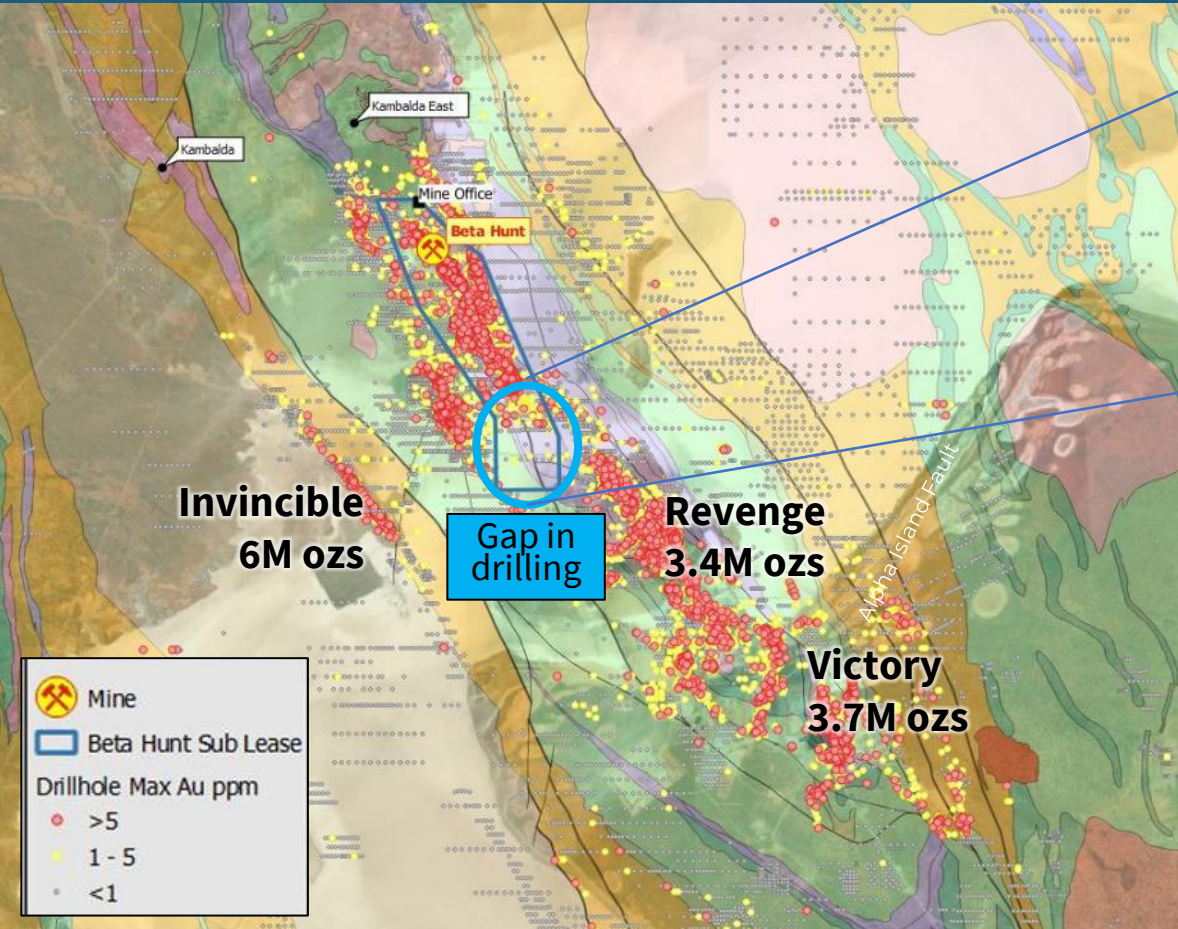 Kambalda East
Kambalda
Mine Office
Beta Hunt
Invincible
6M ozs
Gap in
drilling
Revenge
3.4M ozs
Alpha Island Fault
Victory
3.7M ozs
Mine
Beta Hunt Sub Lease
Drillhole Max Au ppm
>5
1 - 5
<1